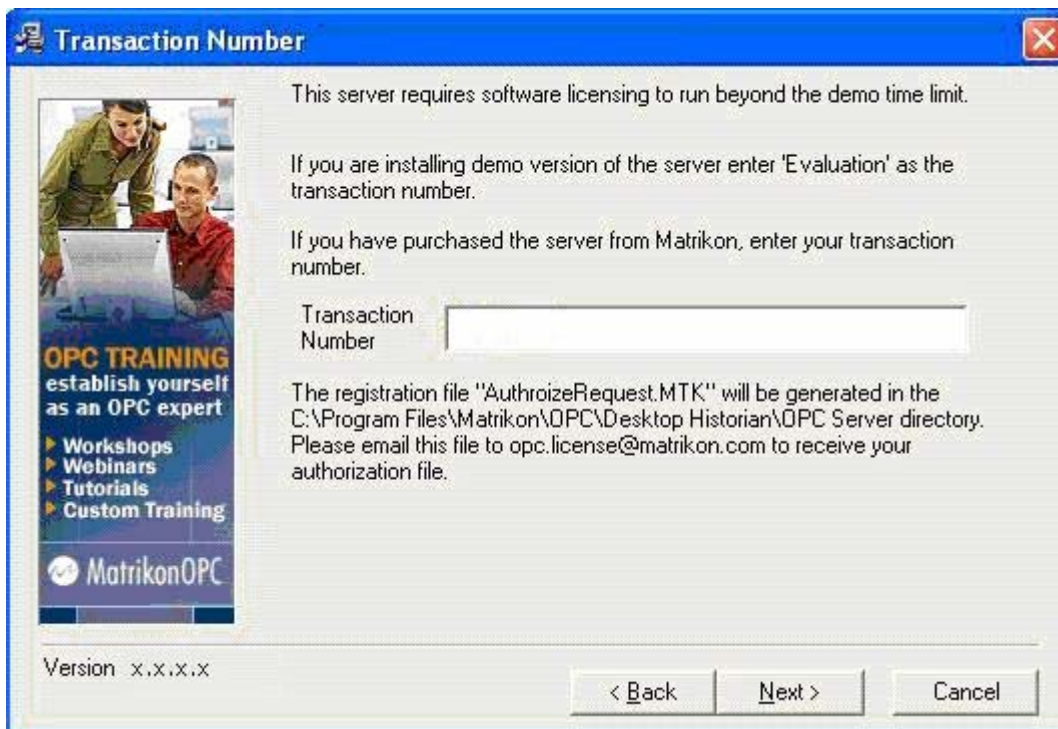 Transaction Number
This server requires software licensing to run beyond the demo time limit.
If you are installing demo version of the server enter 'Evaluation' as the
transaction number.
If you have purchased the server from Matrikon, enter your transaction
number.
Transaction
Number
The registration file "AuthroizeRequest.MTK" will be generated in the
C:\Program Files\Matrikon\OPC\Desktop Historian\OPC Server directory.
Please email this file to opc.license@matrikon.com to receive your
authorization file.
OPC TRAINING
establish yourself
as an OPC expert
Workshops
Webinars
Tutorials
Custom Training
MatrikonOPC
Version x.x.x.x
< Back
Next >
Cancel